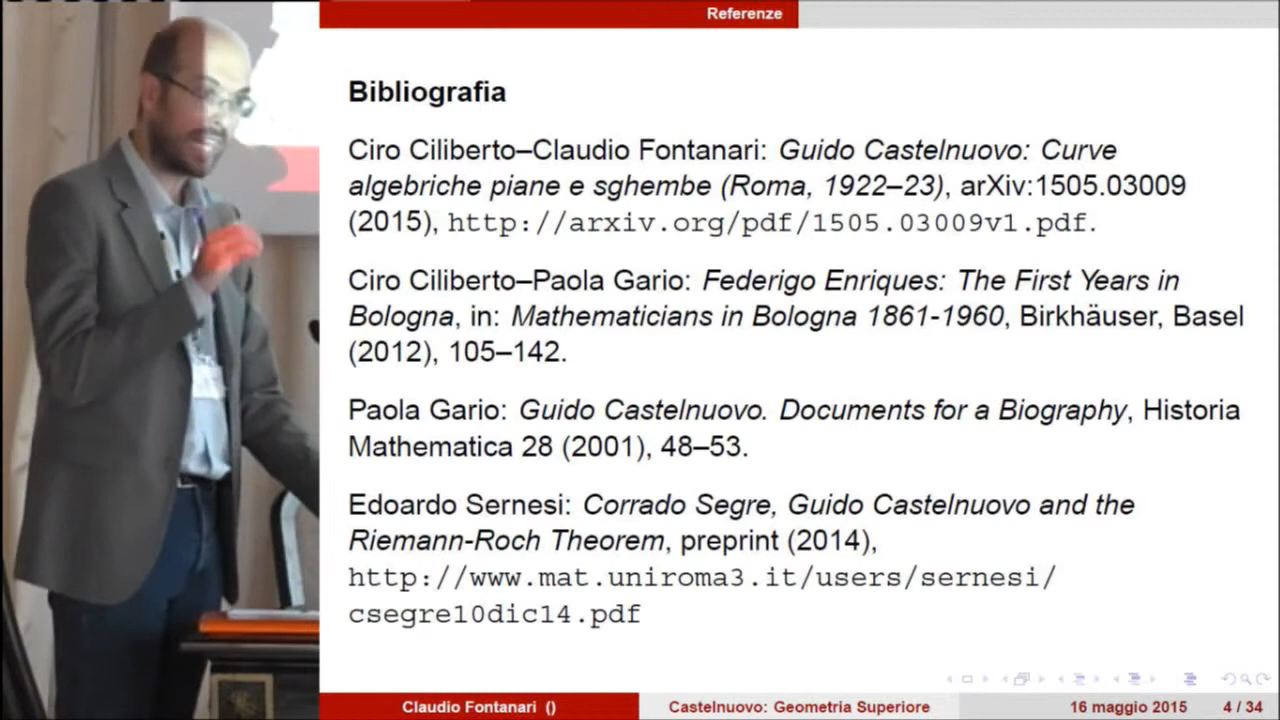 Referenze
Bibliografia
Ciro Ciliberto–Claudio Fontanari: Guido Castelnuovo: Curve
algebriche piane e sghembe (Roma, 1922–23), arXiv:1505.03009
(2015), http://arxiv.org/pdf/1505.03009v1.pdf.
Ciro Ciliberto–Paola Gario: Federigo Enriques: The First Years in
Bologna, in: Mathematicians in Bologna 1861-1960, Birkhäuser, Basel
(2012), 105–142.
Paola Gario: Guido Castelnuovo. Documents for a Biography, Historia
Mathematica 28 (2001), 48–53.
Edoardo Sernesi: Corrado Segre, Guido Castelnuovo and the
Riemann-Roch Theorem, preprint (2014),
http://www.mat.uniroma3.it/users/sernesi/
csegre10dic14.pdf
Claudio Fontanari () Castelnuovo: Geometria Superiore 16 maggio 2015 4 / 34